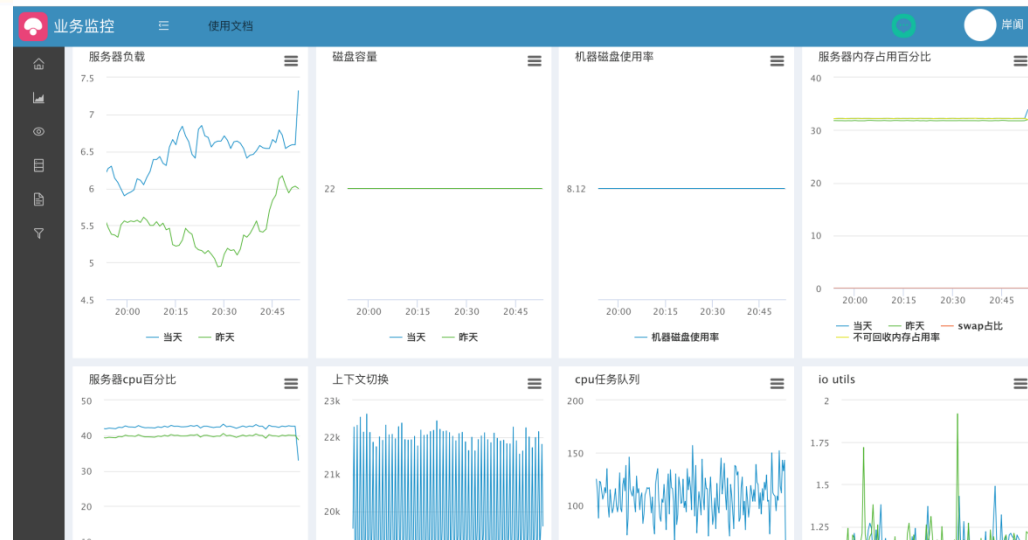 业务监控 使用文档 岸阆
服务器负载
7.5
7
6.5
6
5.5
5
4.5
20:00 20:15 20:30 20:45
当天 昨天
磁盘容量
22
20:00 20:15 20:30 20:45
当天 昨天
机器磁盘使用率
8.12
20:00 20:15 20:30 20:45
机器磁盘使用率
服务器内存占用百分比
40
30
20
10
0
20:00 20:15 20:30 20:45
当天 昨天 swap占比
不可回收内存占用率
服务器cpu百分比
50
40
30
20
上下文切换
23k
22k
21k
20k
cpu任务队列
200
150
100
io utils
2
1.75
1.5
1.25